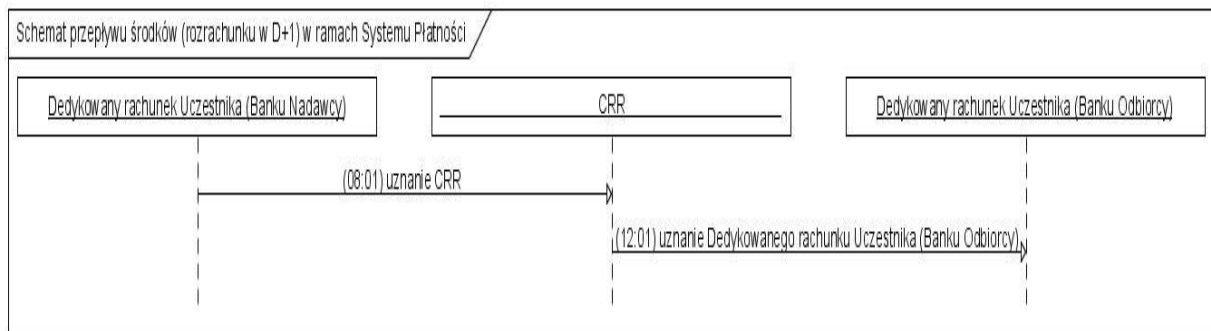 Schemat przepływu środków (rozrachunku w D+1) w ramach Systemu Płatności
Dedykowany rachunek Uczestnika (Banku Nadawcy)
CRR
Dedykowany rachunek Uczestnika (Banku Odbiorcy)
(08:01) uznanie CRR
(12:01) uznanie Dedykowanego rachunku Uczestnika (Banku Odbiorcy)